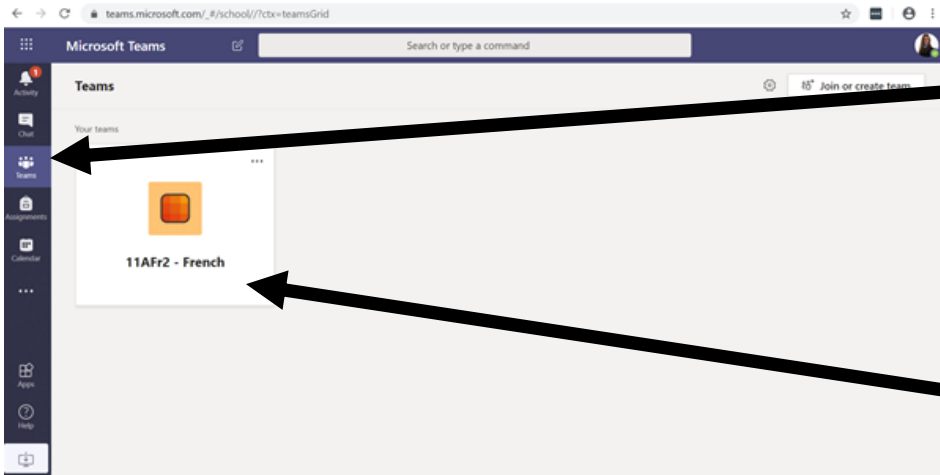 teams.microsoft.com/_#/school//?ctx=teamsGrid
Microsoft Teams
Search or type a command
1
Activity
Teams
Join or create team
Chat
Your teams
Teams
...
Assignments
11AFr2 - French
Calendar
...
Apps
Help